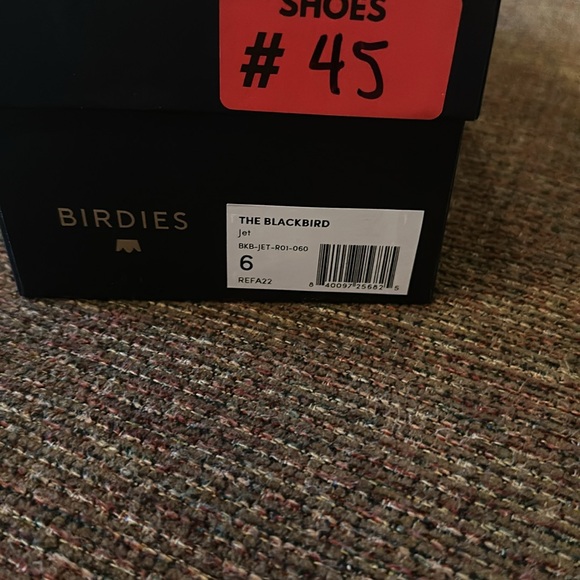 SHOES
# 45
BIRDIES
THE BLACKBIRD
Jet
BKB-JET-R01-060
6
REFA22
8 40097 25682 5